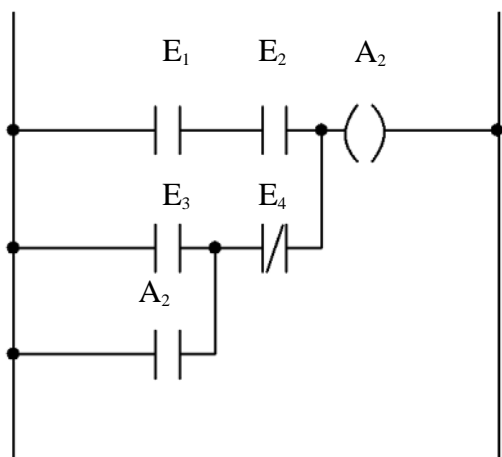 E₁ E₂ A₂
E₃ E₄
A₂